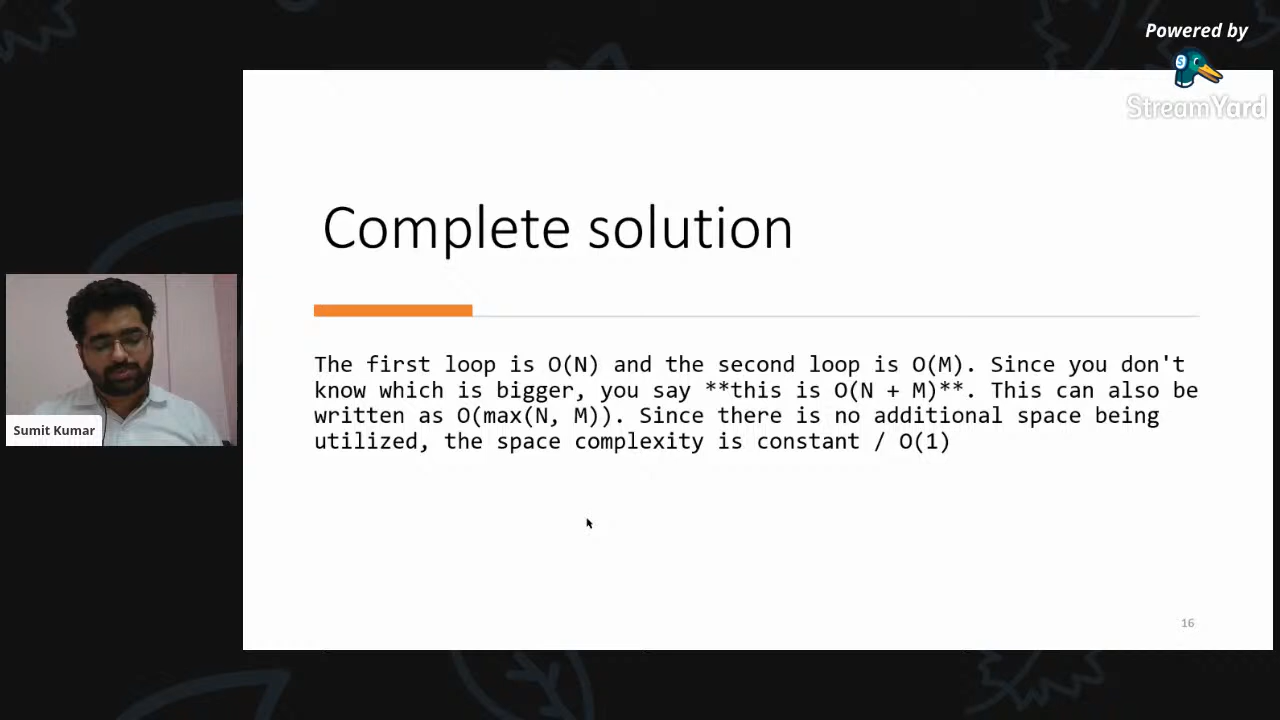 Powered by
StreamYard
Complete solution
The first loop is O(N) and the second loop is O(M). Since you don't
know which is bigger, you say **this is O(N + M)**. This can also be
written as O(max(N, M)). Since there is no additional space being
utilized, the space complexity is constant / O(1)
Sumit Kumar
16